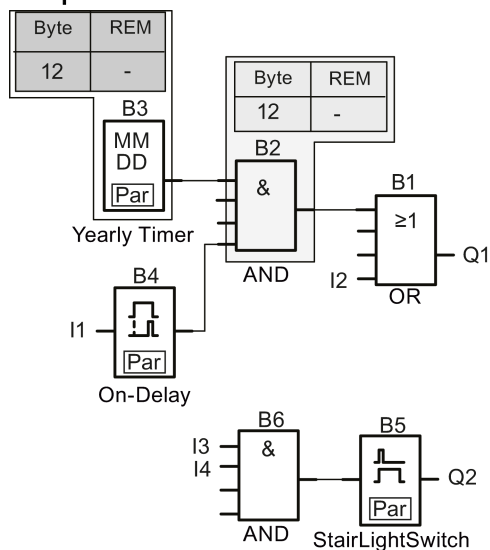 Byte REM
12 -
B3
MM
DD
Par
Yearly Timer
Byte REM
12 -
B2
&
AND
B1
≥1
Q1
I2
OR
B4
I1
Par
On-Delay
B6
I3
I4
&
AND
B5
Q2
Par
StairLightSwitch